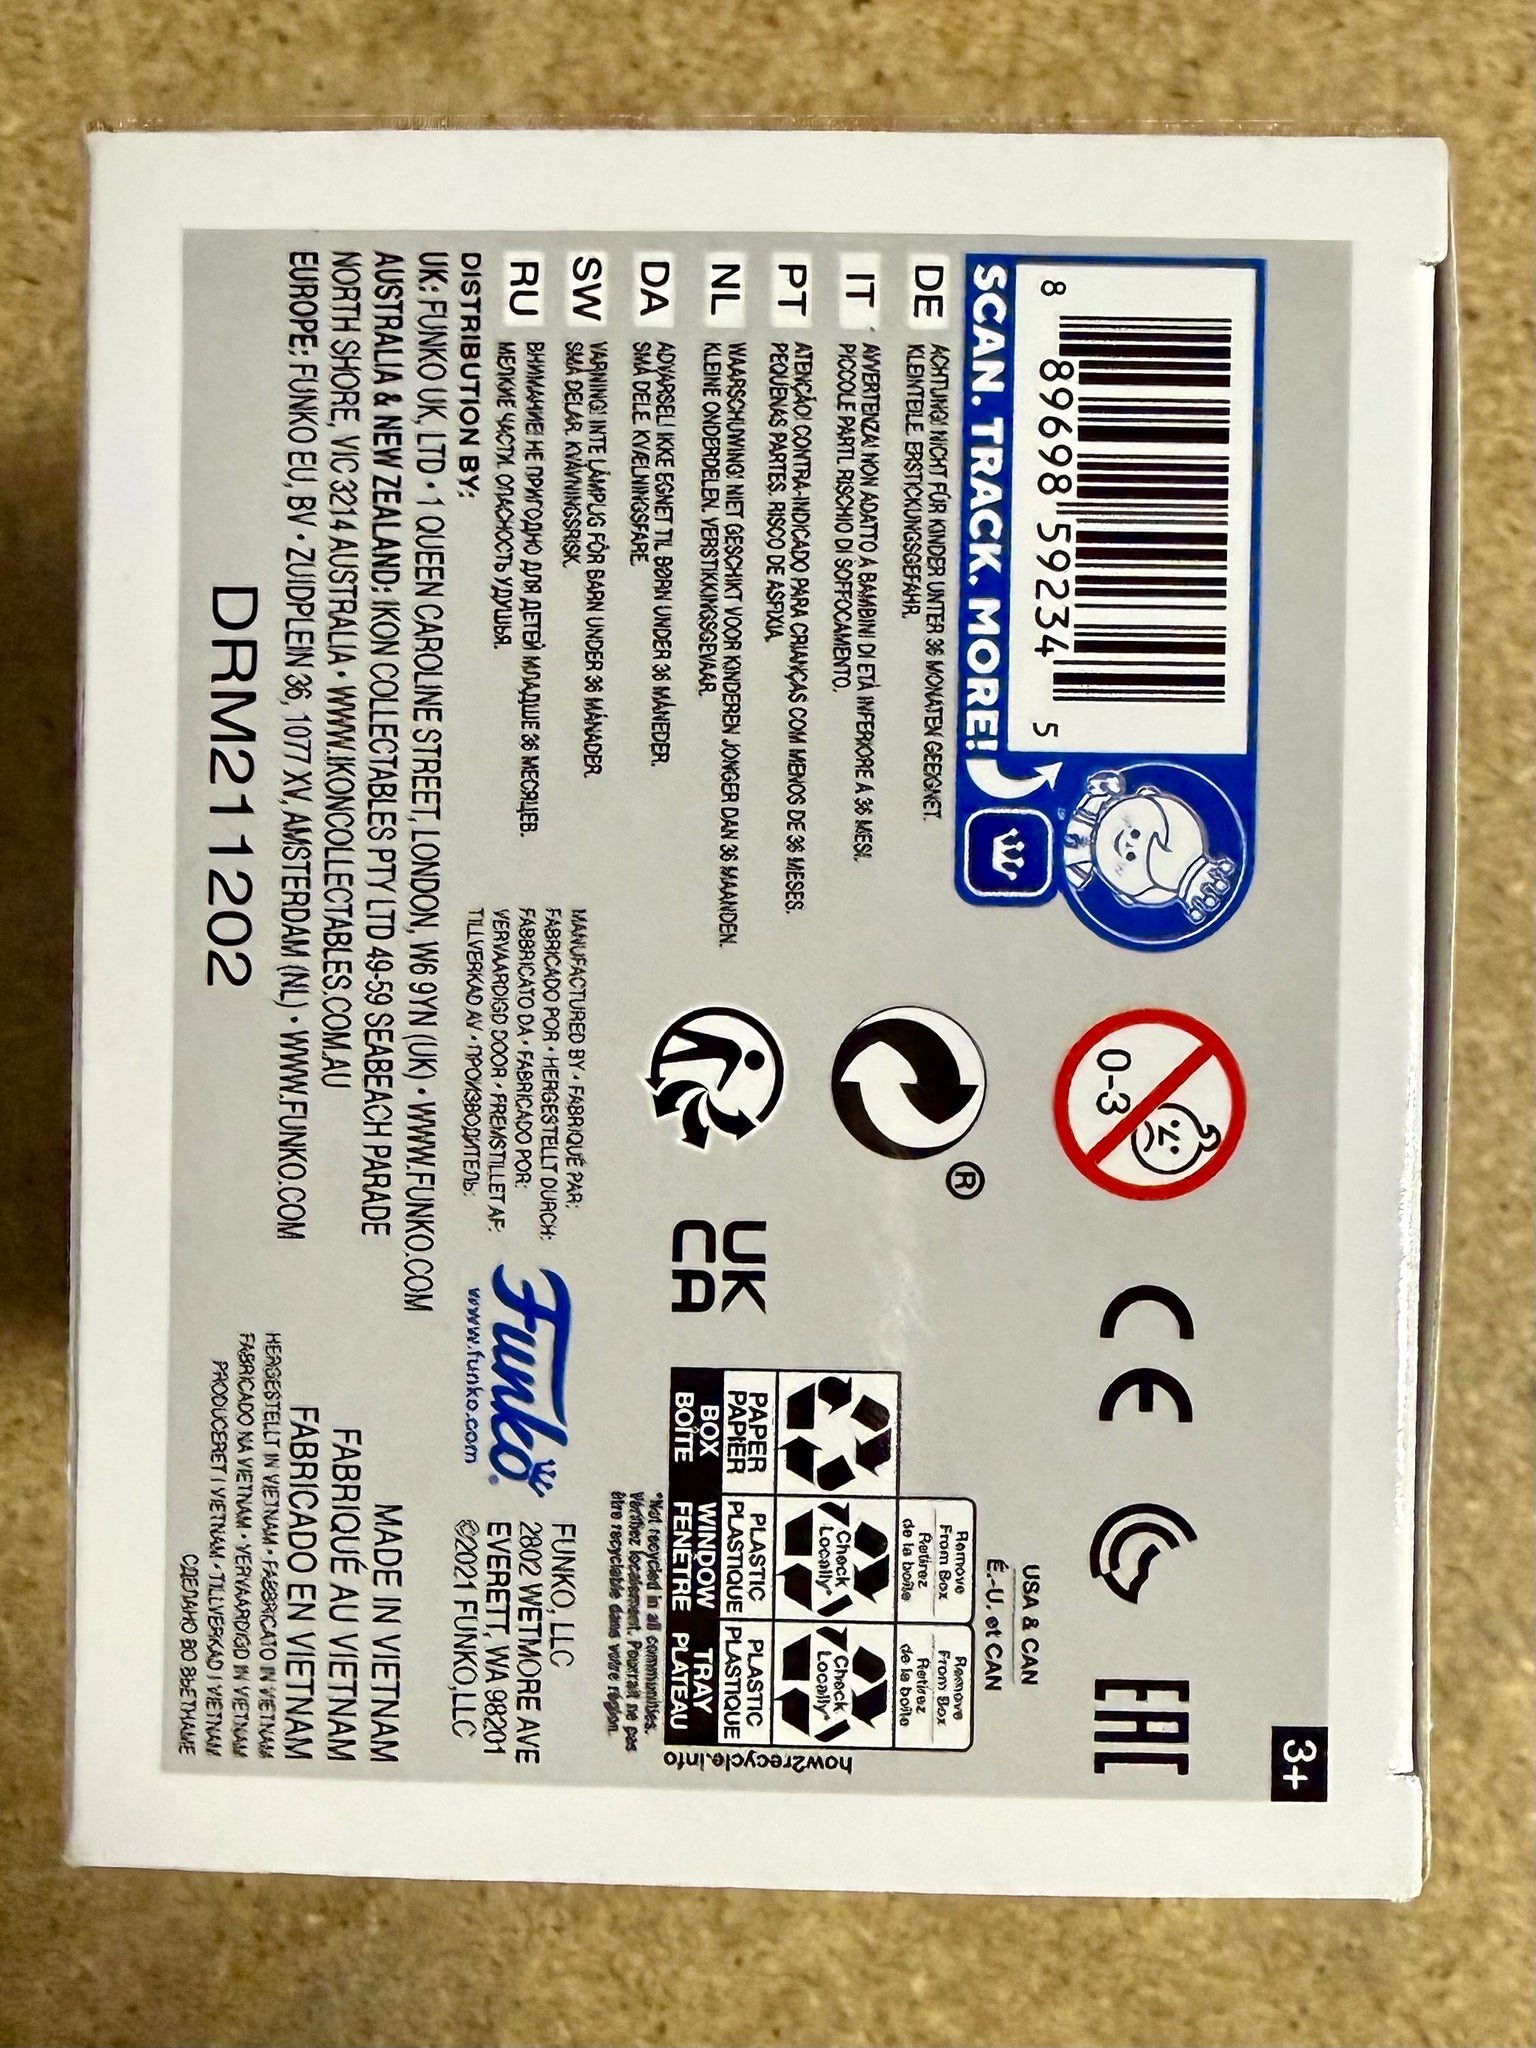 3+
8 89698 59234 5
SCAN. TRACK. MORE!
0-3
CE
EAC
DE
ACHTUNG! NICHT FÜR KINDER UNTER 36 MONATEN GEEIGNET.
KLEINTEILE. ERSTICKUNGSGEFAHR.
IT
AVVERTENZA! NON ADATTO A BAMBINI DI ETÀ INFERIORE A 36 MESI.
PICCOLE PARTI. RISCHIO DI SOFFOCAMENTO.
PT
ATENÇÃO! CONTRA-INDICADO PARA CRIANÇAS COM MENOS DE 36 MESES.
PEQUENAS PARTES. RISCO DE ASFIXIA.
NL
WAARSCHUWING! NIET GESCHIKT VOOR KINDEREN JONGER DAN 36 MAANDEN.
KLEINE ONDERDELEN. VERSTIKKINGSGEVAAR.
DA
ADVARSEL! IKKE EGNET TIL BØRN UNDER 36 MÅNEDER.
SMÅ DELE. KVÆLNINGSFARE.
SW
VARNING! INTE LÄMPLIG FÖR BARN UNDER 36 MÅNADER.
SMÅ DELAR. KVÄVNINGSRISK.
RU
ВНИМАНИЕ! НЕ ПРИГОДНО ДЛЯ ДЕТЕЙ МЛАДШЕ 36 МЕСЯЦЕВ.
МЕЛКИЕ ЧАСТИ. ОПАСНОСТЬ УДУШЬЯ.
®
UK
CA
USA & CAN
É.-U. et CAN
Remove
From Box
Retirez
de la boîte
Remove
From Box
Retirez
de la boîte
Check
Locally*
Check
Locally*
PAPER
PAPIER
PLASTIC
PLASTIQUE
PLASTIC
PLASTIQUE
BOX
BOÎTE
WINDOW
FENÊTRE
TRAY
PLATEAU
how2recycle.info
*Not recycled in all communities.
Vérifiez localement. Pourrait ne pas
être recyclable dans votre région.
MANUFACTURED BY • FABRIQUÉ PAR:
FABRICADO POR • HERGESTELLT DURCH:
FABBRICATO DA • FABRICADO POR:
VERVAARDIGD DOOR • FREMSTILLET AF:
TILLVERKAD AV • ПРОИЗВОДИТЕЛЬ:
Funko®
www.funko.com
FUNKO, LLC
2802 WETMORE AVE
EVERETT, WA 98201
©2021 FUNKO,LLC
DISTRIBUTION BY:
UK: FUNKO UK, LTD • 1 QUEEN CAROLINE STREET, LONDON, W6 9YN (UK) • WWW.FUNKO.COM
AUSTRALIA & NEW ZEALAND: IKON COLLECTABLES PTY LTD 49-59 SEABEACH PARADE
NORTH SHORE, VIC 3214 AUSTRALIA • WWW.IKONCOLLECTABLES.COM.AU
EUROPE: FUNKO EU, BV • ZUIDPLEIN 36, 1077 XV, AMSTERDAM (NL) • WWW.FUNKO.COM
MADE IN VIETNAM
FABRIQUÉ AU VIETNAM
FABRICADO EN VIETNAM
HERGESTELLT IN VIETNAM • FABBRICATO IN VIETNAM
FABRICADO NA VIETNAM • VERVAARDIGD IN VIETNAM
PRODUCERET I VIETNAM • TILLVERKAD I VIETNAM
СДЕЛАНО ВО ВЬЕТНАМЕ
DRM211202